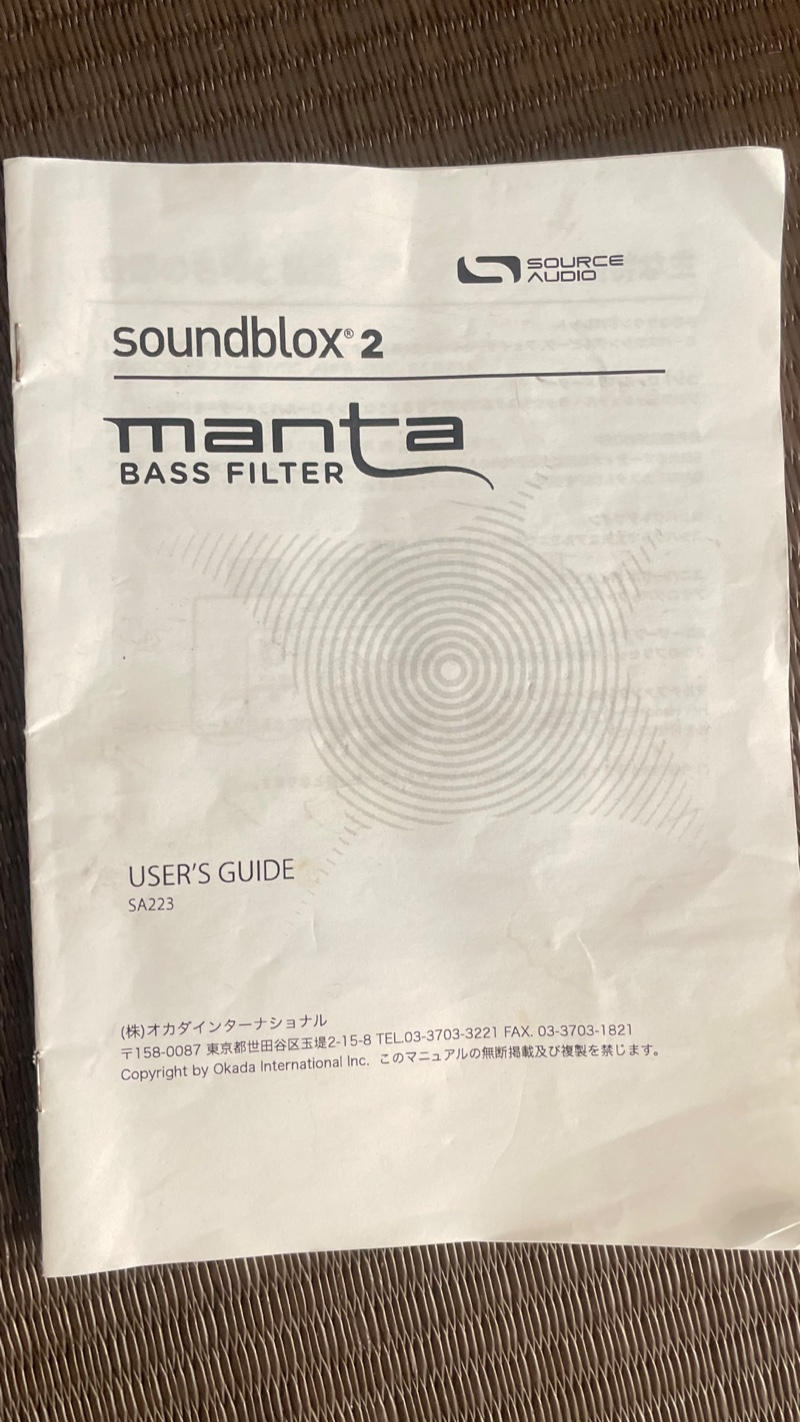 SOURCE
AUDIO
soundblox® 2
manta
BASS FILTER
USER'S GUIDE
SA223
(株)オカダインターナショナル
〒158-0087 東京都世田谷区玉堤2-15-8 TEL.03-3703-3221 FAX. 03-3703-1821
Copyright by Okada International Inc. このマニュアルの無断掲載及び複製を禁じます。